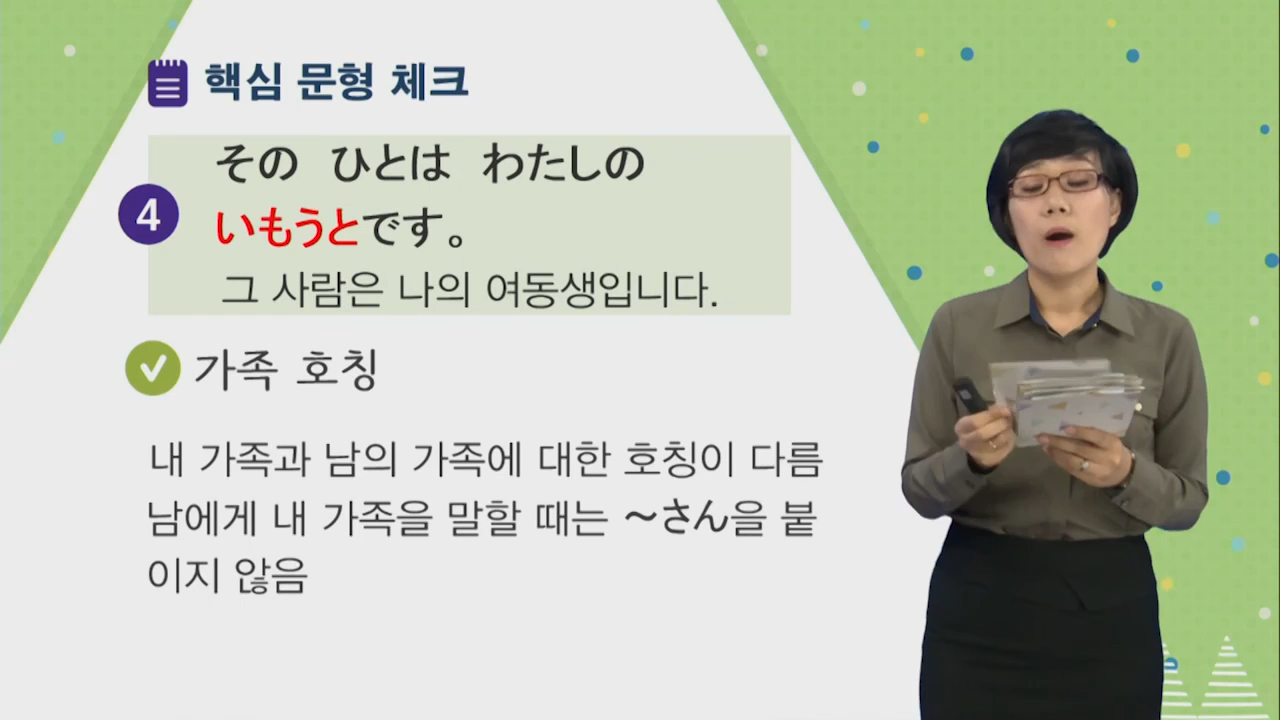 핵심 문형 체크
その ひとは わたしの
4
いもうとです。
그 사람은 나의 여동생입니다.
가족 호칭
내 가족과 남의 가족에 대한 호칭이 다름
남에게 내 가족을 말할 때는 ～さん을 붙
이지 않음